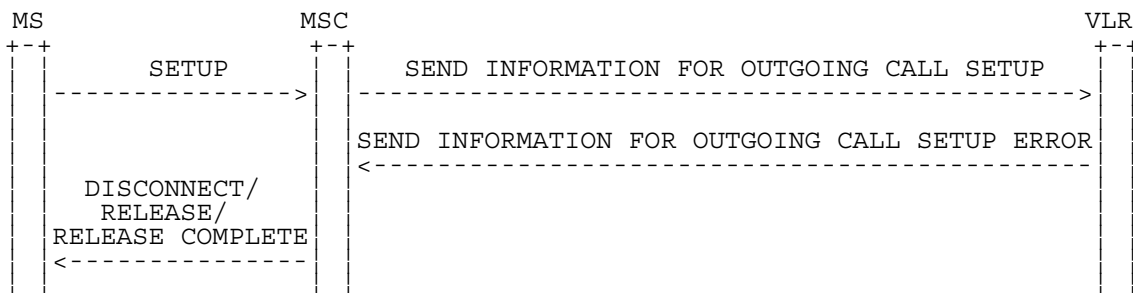 MS MSC VLR
SETUP SEND INFORMATION FOR OUTGOING CALL SETUP
SEND INFORMATION FOR OUTGOING CALL SETUP ERROR
DISCONNECT/
RELEASE/
RELEASE COMPLETE